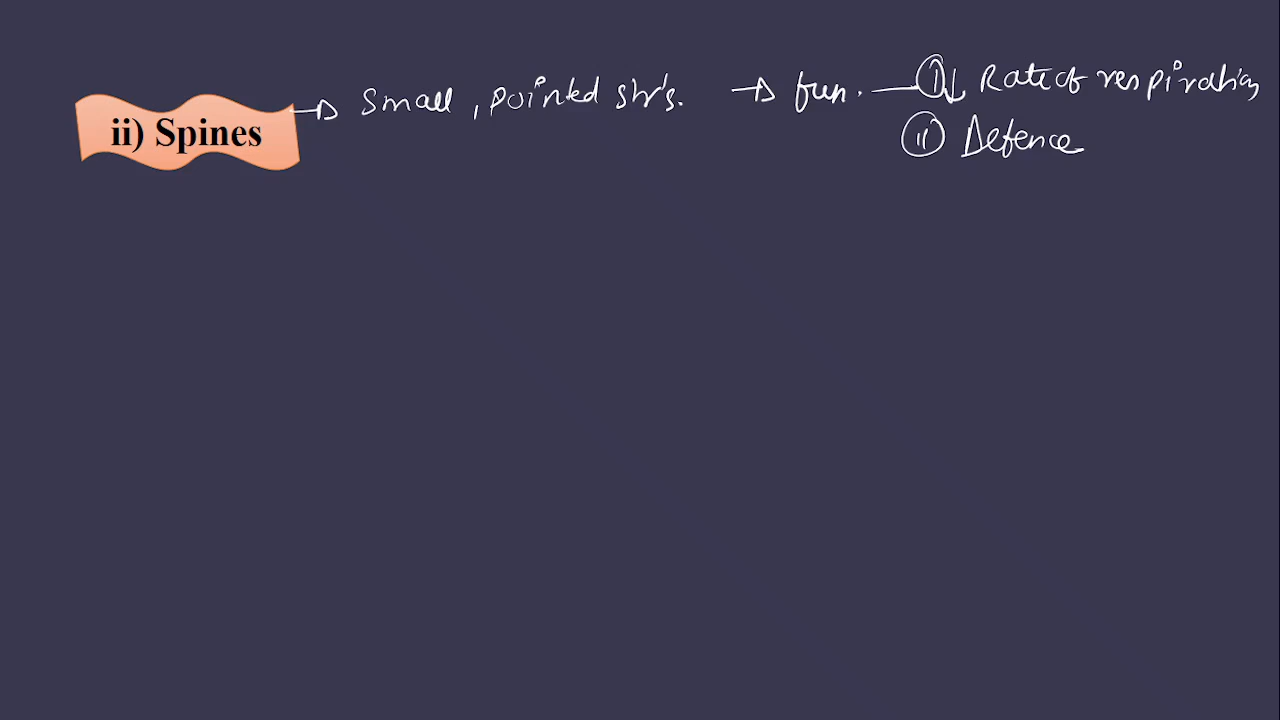 ii) Spines → Small, pointed str's. → fun. — ① ↓ Rate of respiration
② Defence